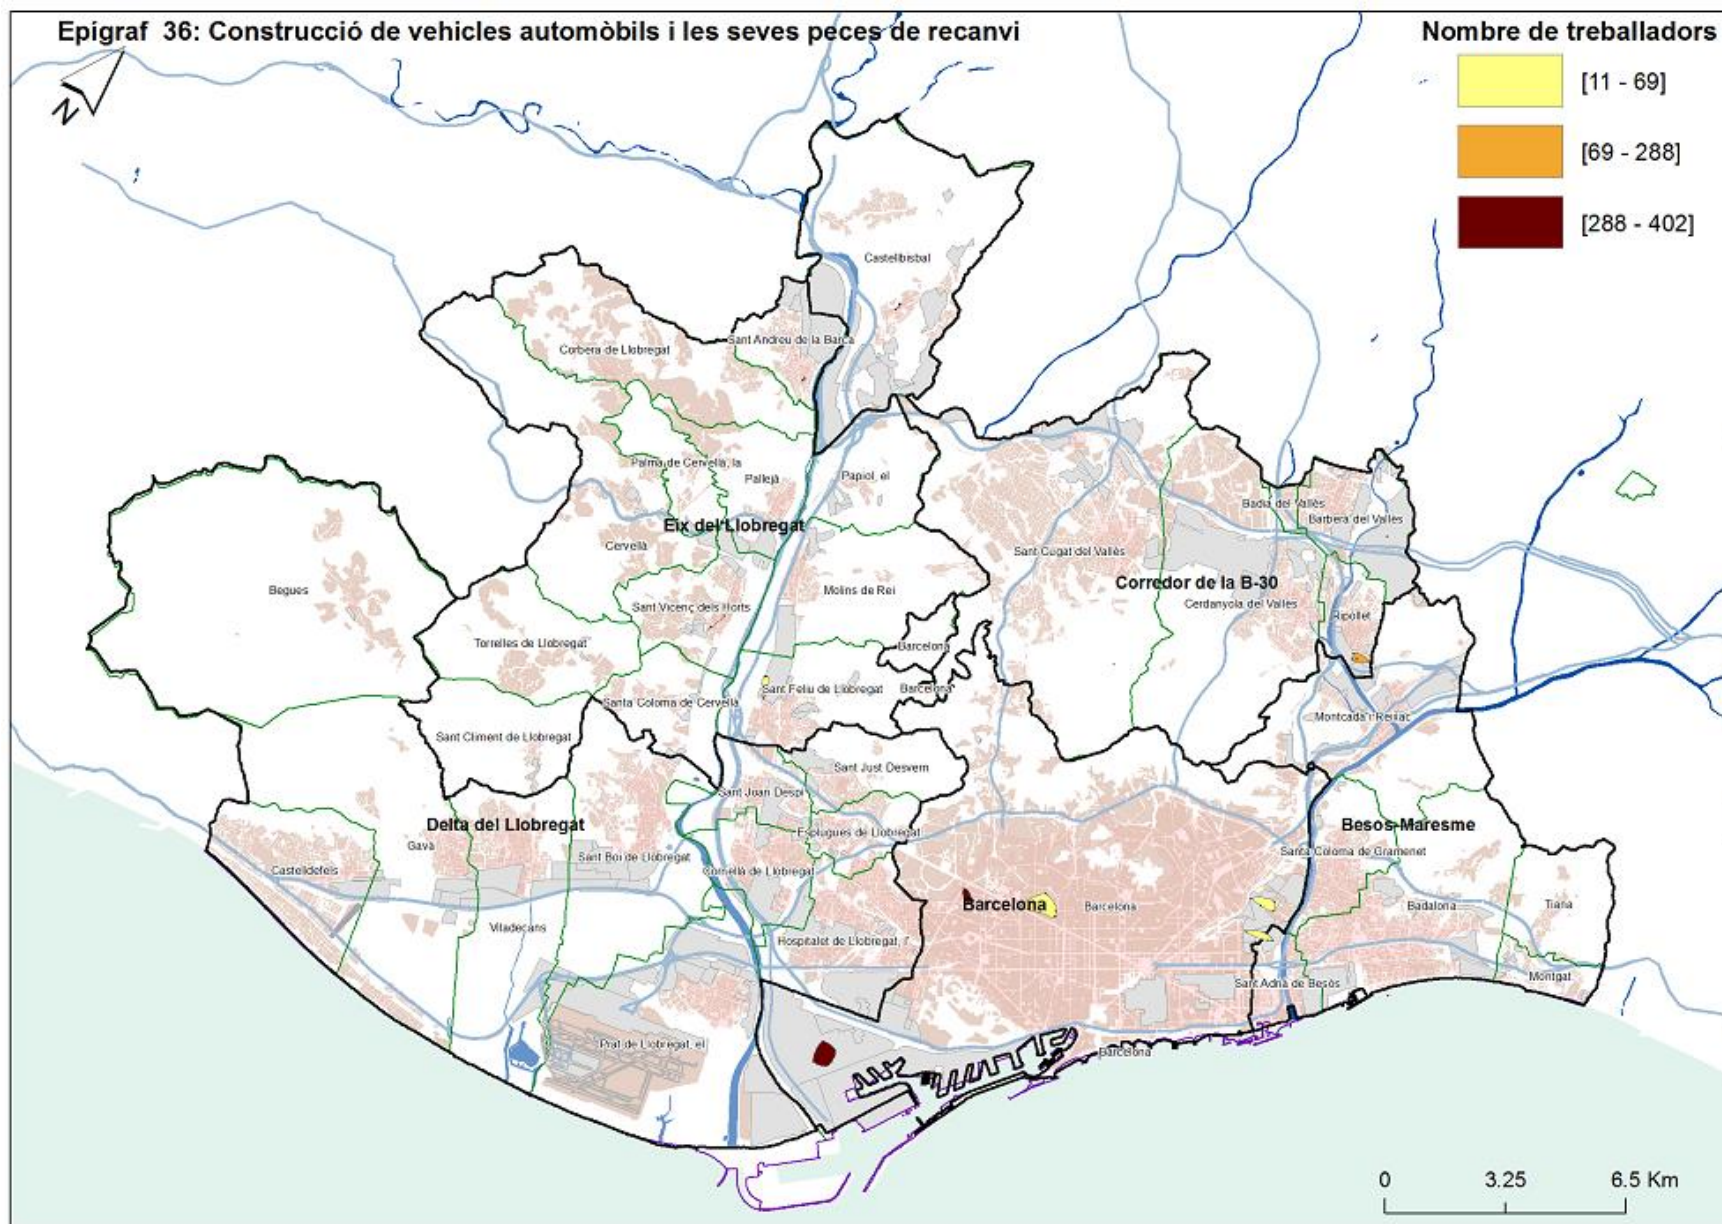 Epígraf 36: Construcció de vehicles automòbils i les seves peces de recanvi
Nombre de treballadors
[11 - 69]
[69 - 288]
[288 - 402]
N
Castellbisbal
Sant Andreu de la Barca
Corbera de Llobregat
Palma de Cervelló, la
Pallejà
Papiol, el
Eix del Llobregat
Cervelló
Badia del Vallès
Barberà del Vallès
Sant Cugat del Vallès
Corredor de la B-30
Cerdanyola del Vallès
Ripollet
Begues
Molins de Rei
Sant Vicenç dels Horts
Torrelles de Llobregat
Barcelona
Sant Feliu de Llobregat
Barcelona
Santa Coloma de Cervelló
Montcada i Reixac
Sant Climent de Llobregat
Sant Just Desvern
Sant Joan Despí
Delta del Llobregat
Esplugues de Llobregat
Besòs-Maresme
Gavà
Sant Boi de Llobregat
Santa Coloma de Gramenet
Castelldefels
Cornellà de Llobregat
Barcelona
Barcelona
Badalona
Tiana
Viladecans
Hospitalet de Llobregat, l'
Montgat
Sant Adrià de Besòs
Prat de Llobregat, el
Barcelona
0 3.25 6.5 Km